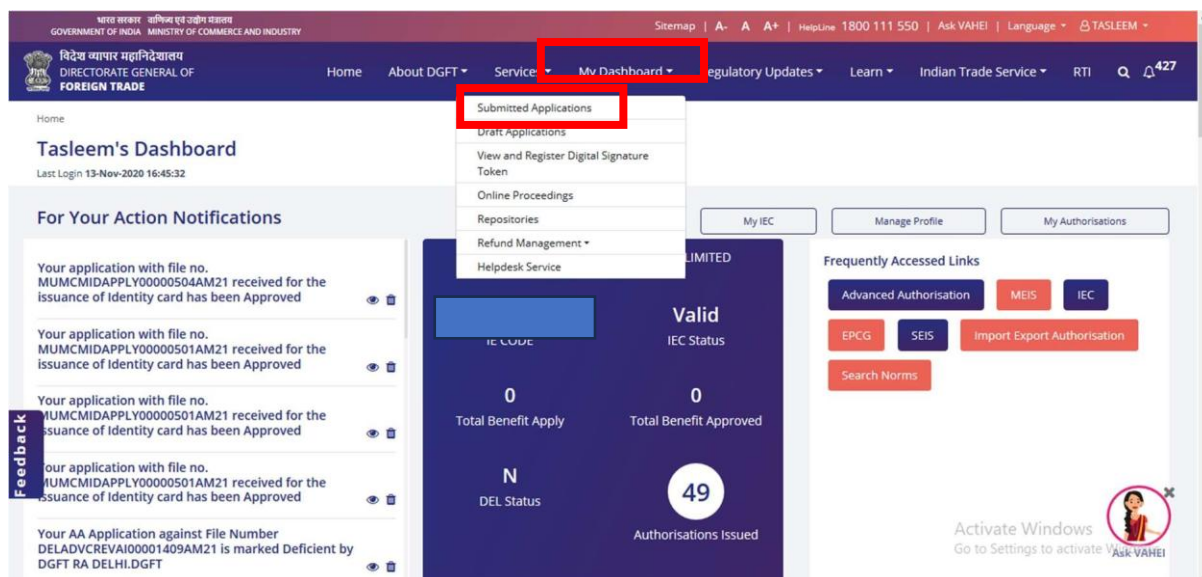 भारत सरकार वाणिज्य एवं उद्योग मंत्रालय
GOVERNMENT OF INDIA MINISTRY OF COMMERCE AND INDUSTRY
Sitemap | A- A A+ | HelpLine 1800 111 550 | Ask VAHEI | Language TASLEEM
विदेश व्यापार महानिदेशालय
DIRECTORATE GENERAL OF
FOREIGN TRADE
Home About DGFT Services My Dashboard egulatory Updates Learn Indian Trade Service RTI 427
Submitted Applications
Draft Applications
View and Register Digital Signature
Token
Online Proceedings
Repositories
Refund Management
Helpdesk Service
Home
Tasleem's Dashboard
Last Login 13-Nov-2020 16:45:32
For Your Action Notifications
My IEC Manage Profile My Authorisations
Your application with file no.
MUMCMIDAPPLY00000504AM21 received for the
issuance of Identity card has been Approved
Your application with file no.
MUMCMIDAPPLY00000501AM21 received for the
issuance of Identity card has been Approved
Your application with file no.
MUMCMIDAPPLY00000501AM21 received for the
issuance of Identity card has been Approved
Your application with file no.
MUMCMIDAPPLY00000501AM21 received for the
issuance of Identity card has been Approved
Your AA Application against File Number
DELADVCREVAI00001409AM21 is marked Deficient by
DGFT RA DELHI.DGFT
Feedback
LIMITED
IE CODE
Valid
IEC Status
0
Total Benefit Apply
0
Total Benefit Approved
N
DEL Status
49
Authorisations Issued
Frequently Accessed Links
Advanced Authorisation MEIS IEC
EPCG SEIS Import Export Authorisation
Search Norms
Activate Windows
Go to Settings to activate
Ask VAHEI